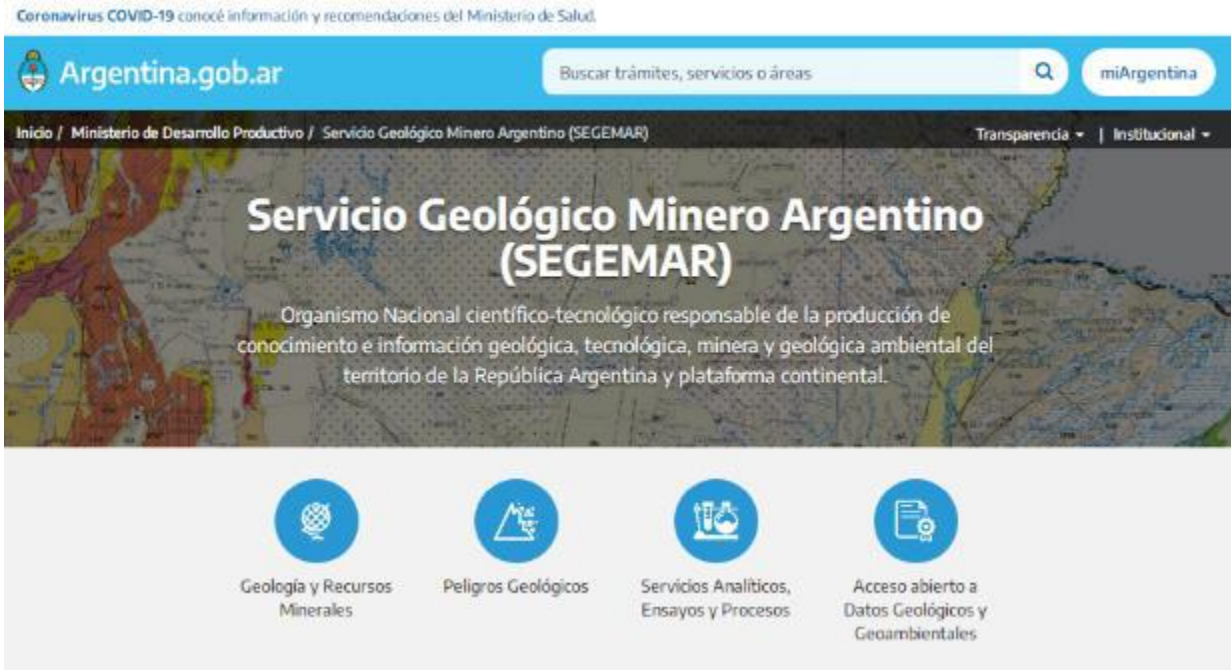 Coronavirus COVID-19 conocé información y recomendaciones del Ministerio de Salud.
Argentina.gob.ar
Buscar trámites, servicios o áreas
miArgentina
Inicio / Ministerio de Desarrollo Productivo / Servicio Geológico Minero Argentino (SEGEMAR)
Transparencia
| Institucional
Servicio Geológico Minero Argentino
(SEGEMAR)
Organismo Nacional científico-tecnológico responsable de la producción de
conocimiento e información geológica, tecnológica, minera y geológica ambiental del
territorio de la República Argentina y plataforma continental.
Geología y Recursos
Minerales
Peligros Geológicos
Servicios Analíticos,
Ensayos y Procesos
Acceso abierto a
Datos Geológicos y
Geoambientales